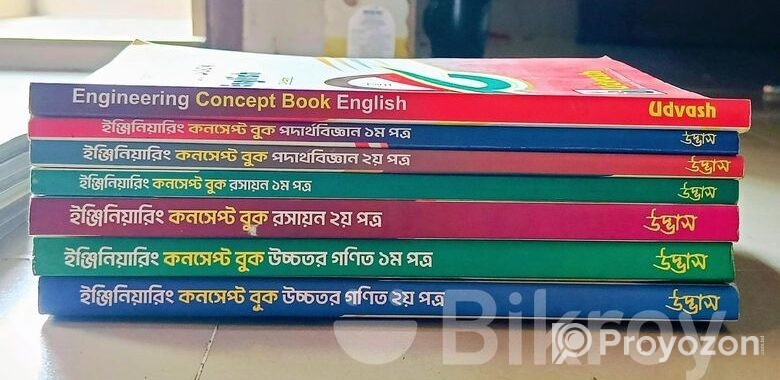 Engineering Concept Book English Udvash
ইঞ্জিনিয়ারিং কনসেপ্ট বুক পদার্থবিজ্ঞান ১ম পত্র উদ্ভাস
ইঞ্জিনিয়ারিং কনসেপ্ট বুক পদার্থবিজ্ঞান ২য় পত্র উদ্ভাস
ইঞ্জিনিয়ারিং কনসেপ্ট বুক রসায়ন ১ম পত্র উদ্ভাস
ইঞ্জিনিয়ারিং কনসেপ্ট বুক রসায়ন ২য় পত্র উদ্ভাস
ইঞ্জিনিয়ারিং কনসেপ্ট বুক উচ্চতর গণিত ১ম পত্র উদ্ভাস
ইঞ্জিনিয়ারিং কনসেপ্ট বুক উচ্চতর গণিত ২য় পত্র উদ্ভাস
Bikroy
Proyozon